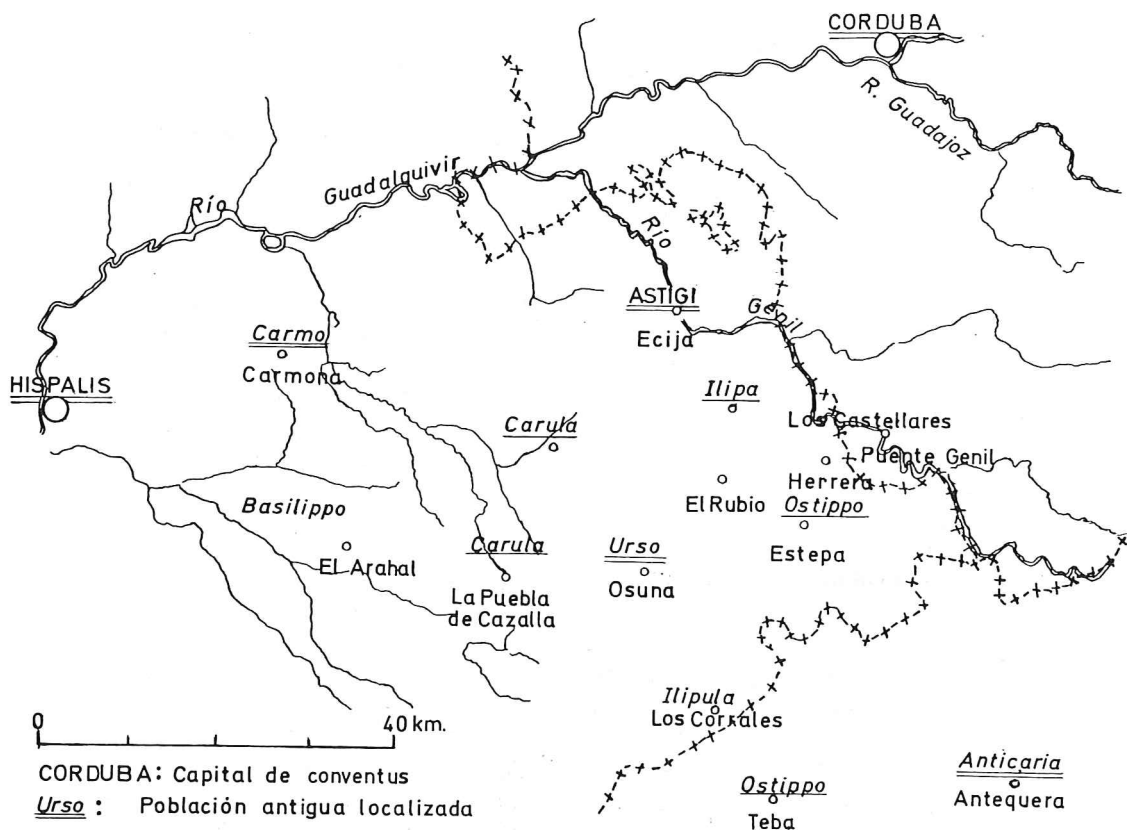 CORDUBA
R. Guadajoz
Guadalquivir
Río
Río
ASTIGI
Genil
Ecija
Carmo
Carmona
HISPALIS
Ilipa
Carula
Los Castellares
Puente Genil
Herrera
El Rubio
Basilippo
Ostippo
El Arahal
Carula
Urso
Estepa
Osuna
La Puebla
de Cazalla
Ilipula
Los Corrales
0 40 km.
CORDUBA: Capital de conventus
Urso : Población antigua localizada
Anticaria
Antequera
Ostippo
Teba